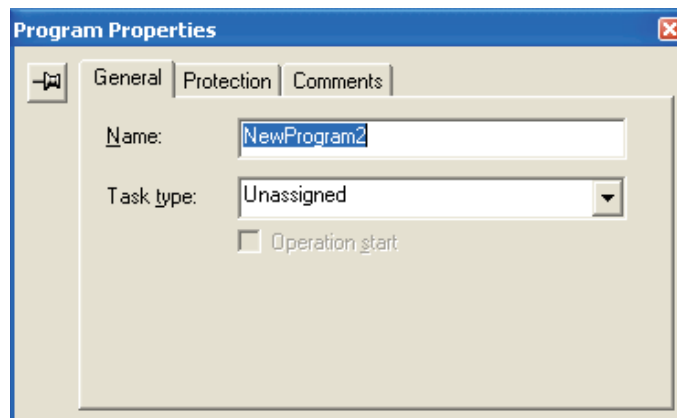 Program Properties
General Protection Comments
Name:
NewProgram2
Task type:
Unassigned
Operation start